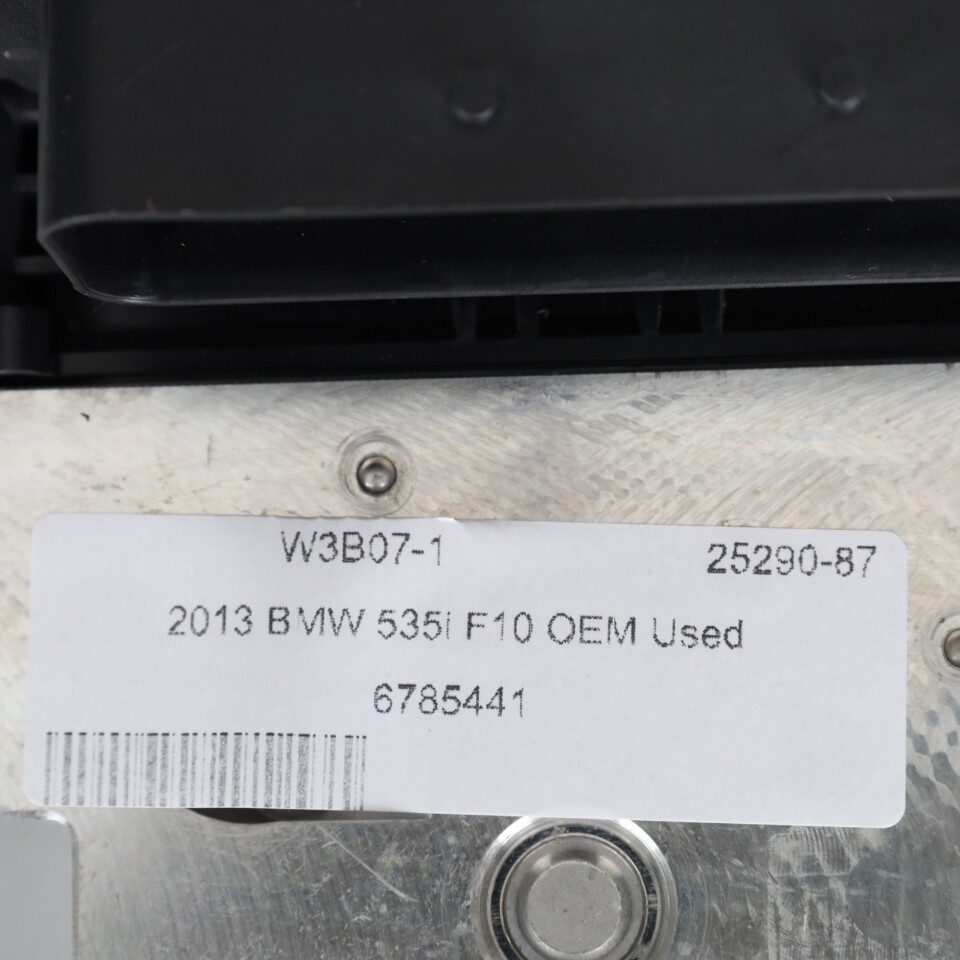 W3B07-1 25290-87
2013 BMW 535i F10 OEM Used
6785441